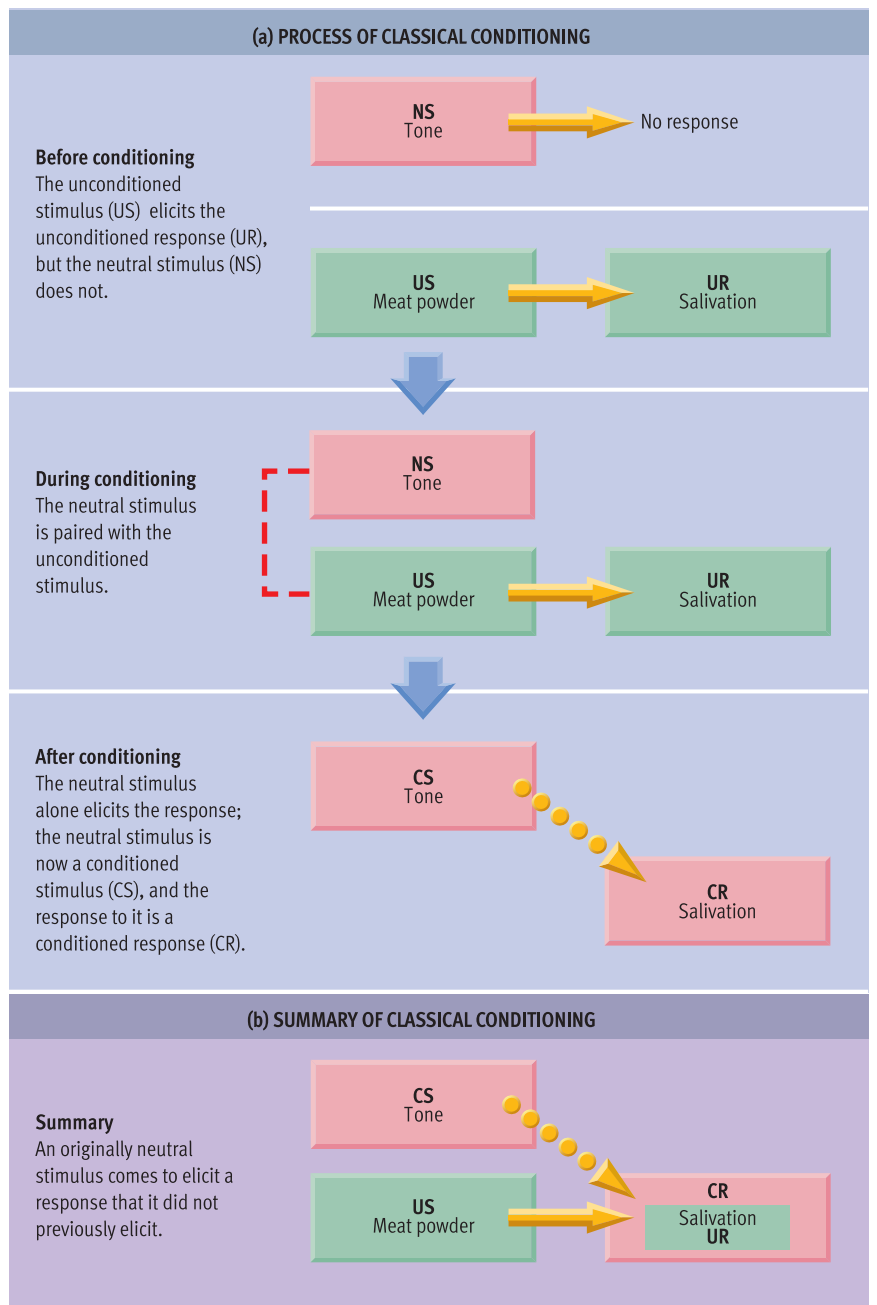 (a) PROCESS OF CLASSICAL CONDITIONING
Before conditioning
The unconditioned
stimulus (US) elicits the
unconditioned response (UR),
but the neutral stimulus (NS)
does not.
NS
Tone
No response
US
Meat powder
UR
Salivation
During conditioning
The neutral stimulus
is paired with the
unconditioned
stimulus.
NS
Tone
US
Meat powder
UR
Salivation
After conditioning
The neutral stimulus
alone elicits the response;
the neutral stimulus is
now a conditioned
stimulus (CS), and the
response to it is a
conditioned response (CR).
CS
Tone
CR
Salivation
(b) SUMMARY OF CLASSICAL CONDITIONING
Summary
An originally neutral
stimulus comes to elicit a
response that it did not
previously elicit.
CS
Tone
US
Meat powder
CR
Salivation
UR